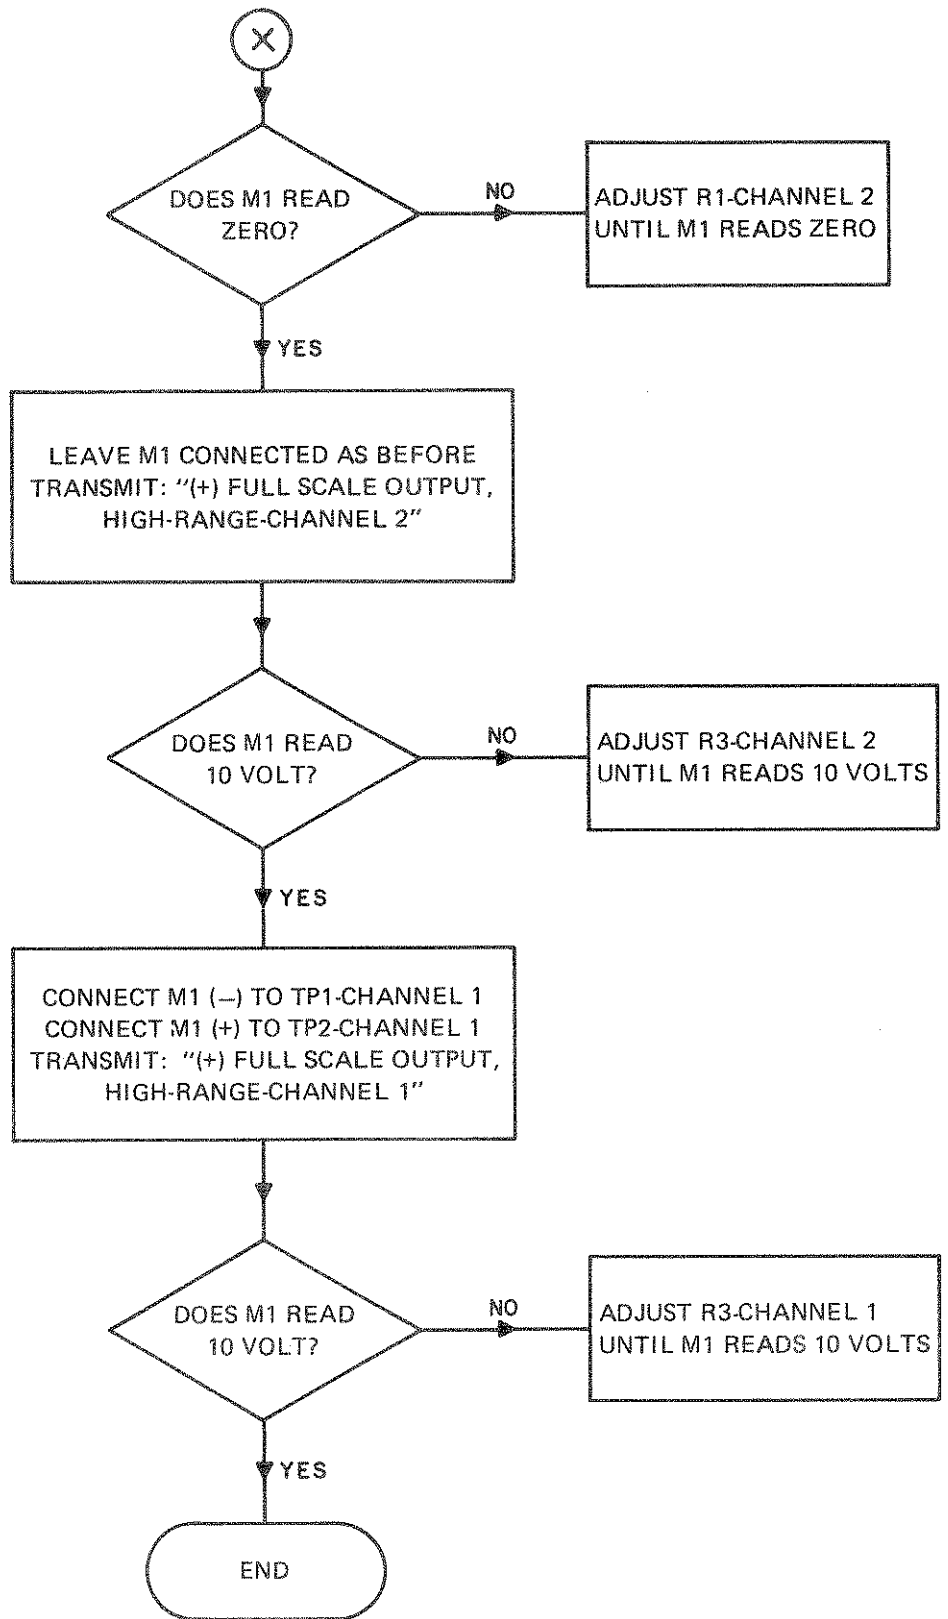 X
DOES M1 READ
ZERO?
NO
ADJUST R1-CHANNEL 2
UNTIL M1 READS ZERO
YES
LEAVE M1 CONNECTED AS BEFORE
TRANSMIT: "(+) FULL SCALE OUTPUT,
HIGH-RANGE-CHANNEL 2"
DOES M1 READ
10 VOLT?
NO
ADJUST R3-CHANNEL 2
UNTIL M1 READS 10 VOLTS
YES
CONNECT M1 (−) TO TP1-CHANNEL 1
CONNECT M1 (+) TO TP2-CHANNEL 1
TRANSMIT: "(+) FULL SCALE OUTPUT,
HIGH-RANGE-CHANNEL 1"
DOES M1 READ
10 VOLT?
NO
ADJUST R3-CHANNEL 1
UNTIL M1 READS 10 VOLTS
YES
END